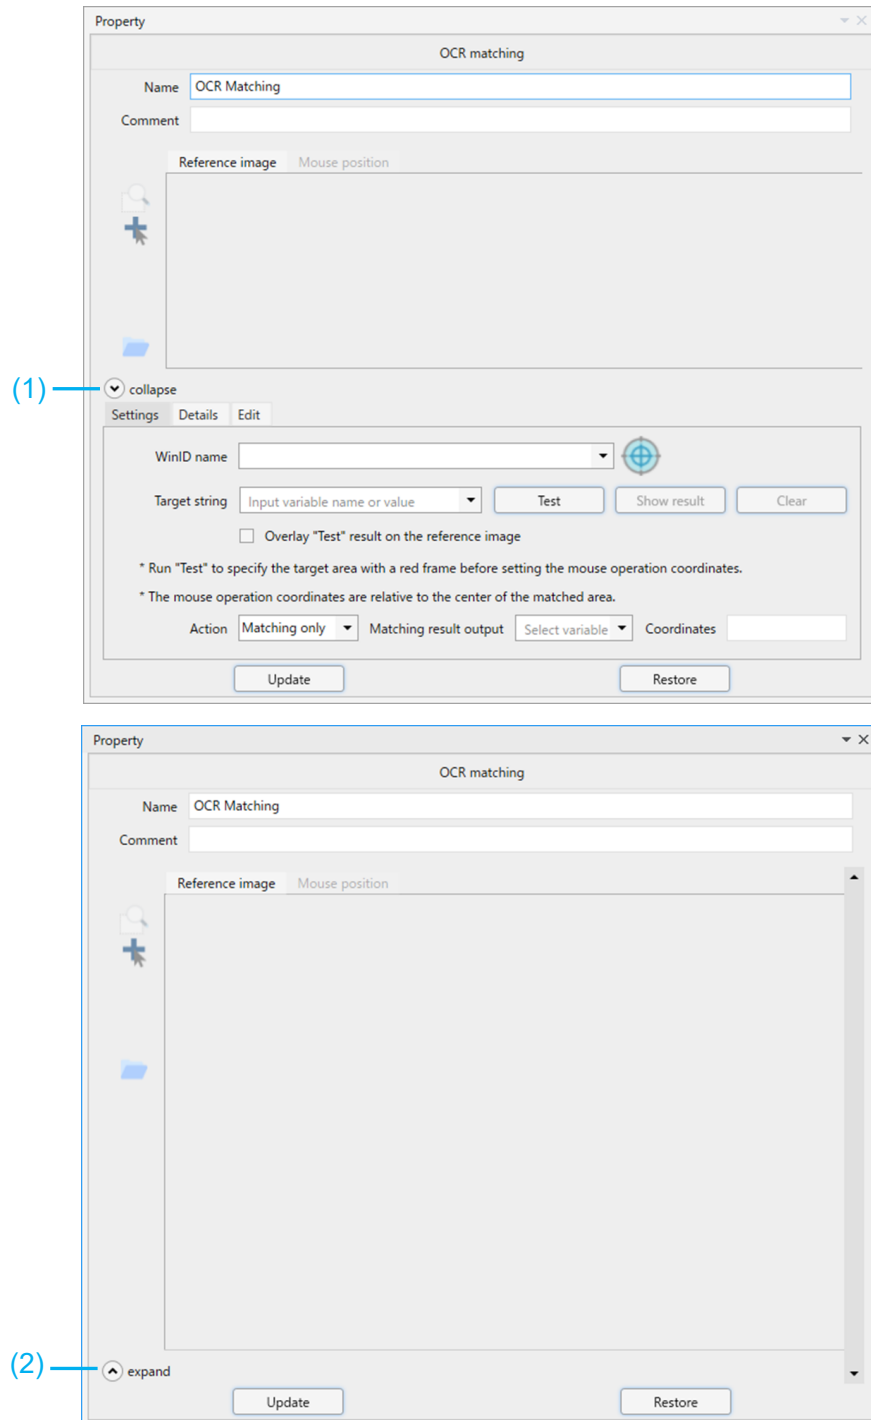 Property
OCR matching
Name OCR Matching
Comment
Reference image Mouse position
(1) collapse
Settings Details Edit
WinID name
Target string Input variable name or value Test Show result Clear
Overlay "Test" result on the reference image
* Run "Test" to specify the target area with a red frame before setting the mouse operation coordinates.
* The mouse operation coordinates are relative to the center of the matched area.
Action Matching only Matching result output Select variable Coordinates
Update Restore
Property
OCR matching
Name OCR Matching
Comment
Reference image Mouse position
(2) expand
Update Restore